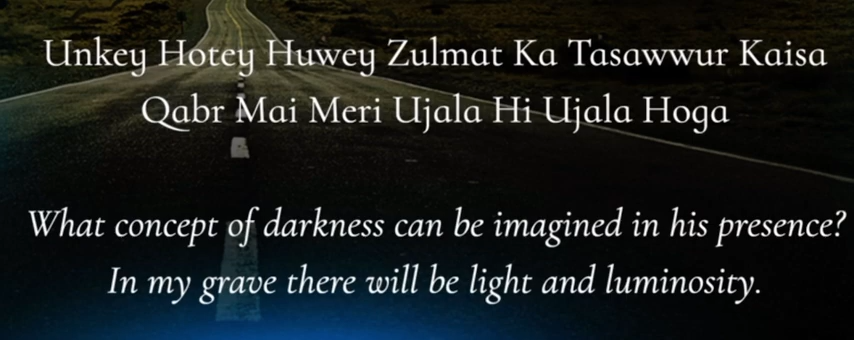 Unkey Hotey Huwey Zulmat Ka Tasawwur Kaisa
Qabr Mai Meri Ujala Hi Ujala Hoga
What concept of darkness can be imagined in his presence?
In my grave there will be light and luminosity.